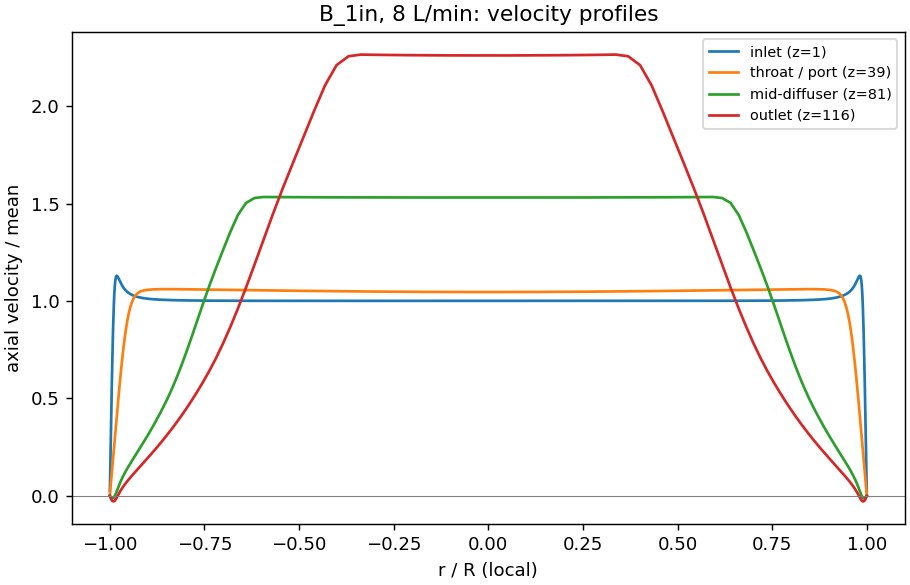 B_1in, 8 L/min: velocity profiles
inlet (z=1)
throat / port (z=39)
mid-diffuser (z=81)
outlet (z=116)
axial velocity / mean
2.0
1.5
1.0
0.5
0.0
−1.00 −0.75 −0.50 −0.25 0.00 0.25 0.50 0.75 1.00
r / R (local)